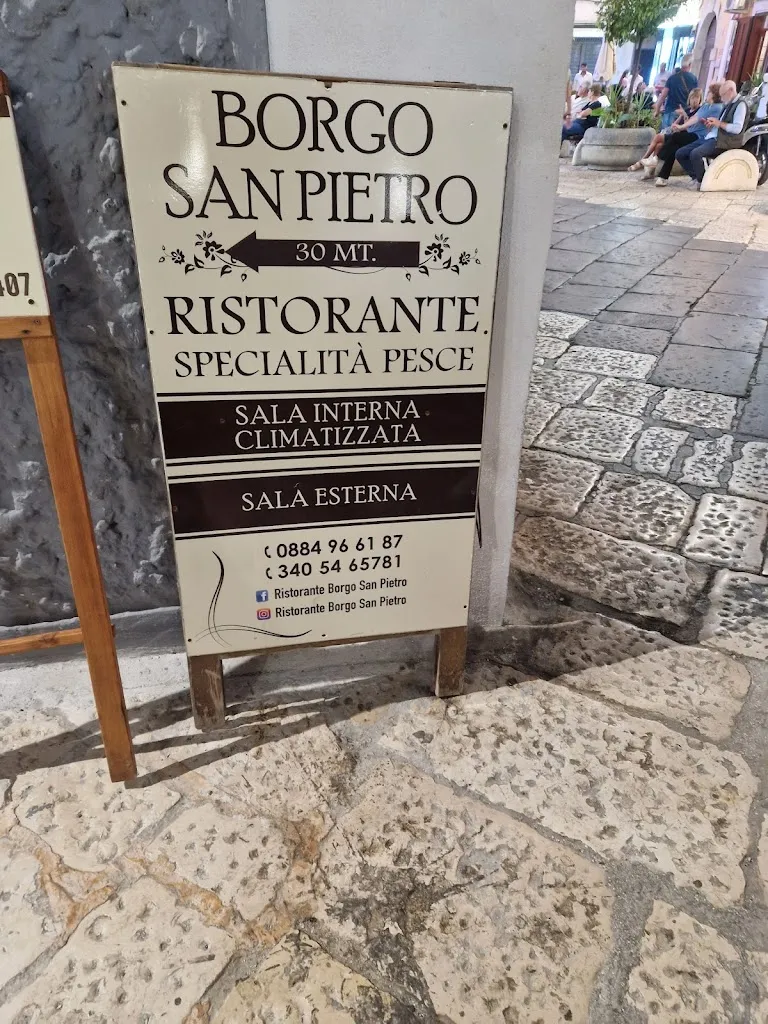 BORGO
SAN PIETRO
30 MT.
RISTORANTE
SPECIALITÀ PESCE
SALA INTERNA
CLIMATIZZATA
SALA ESTERNA
0884 96 61 87
340 54 65781
Ristorante Borgo San Pietro
Ristorante Borgo San Pietro
407